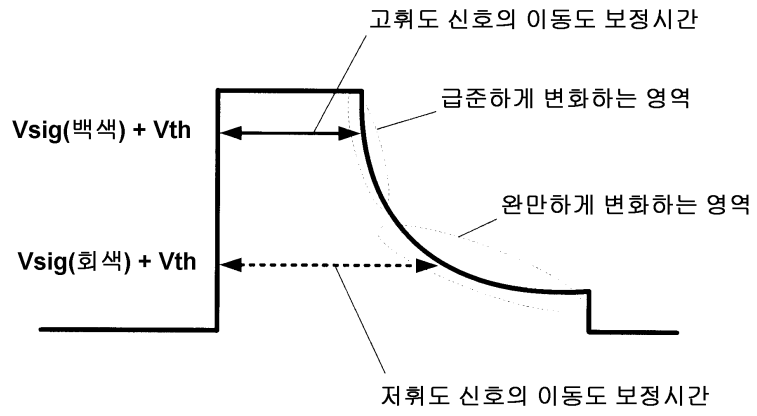 고휘도 신호의 이동도 보정시간
급준하게 변화하는 영역
Vsig(백색) + Vth
완만하게 변화하는 영역
Vsig(회색) + Vth
저휘도 신호의 이동도 보정시간